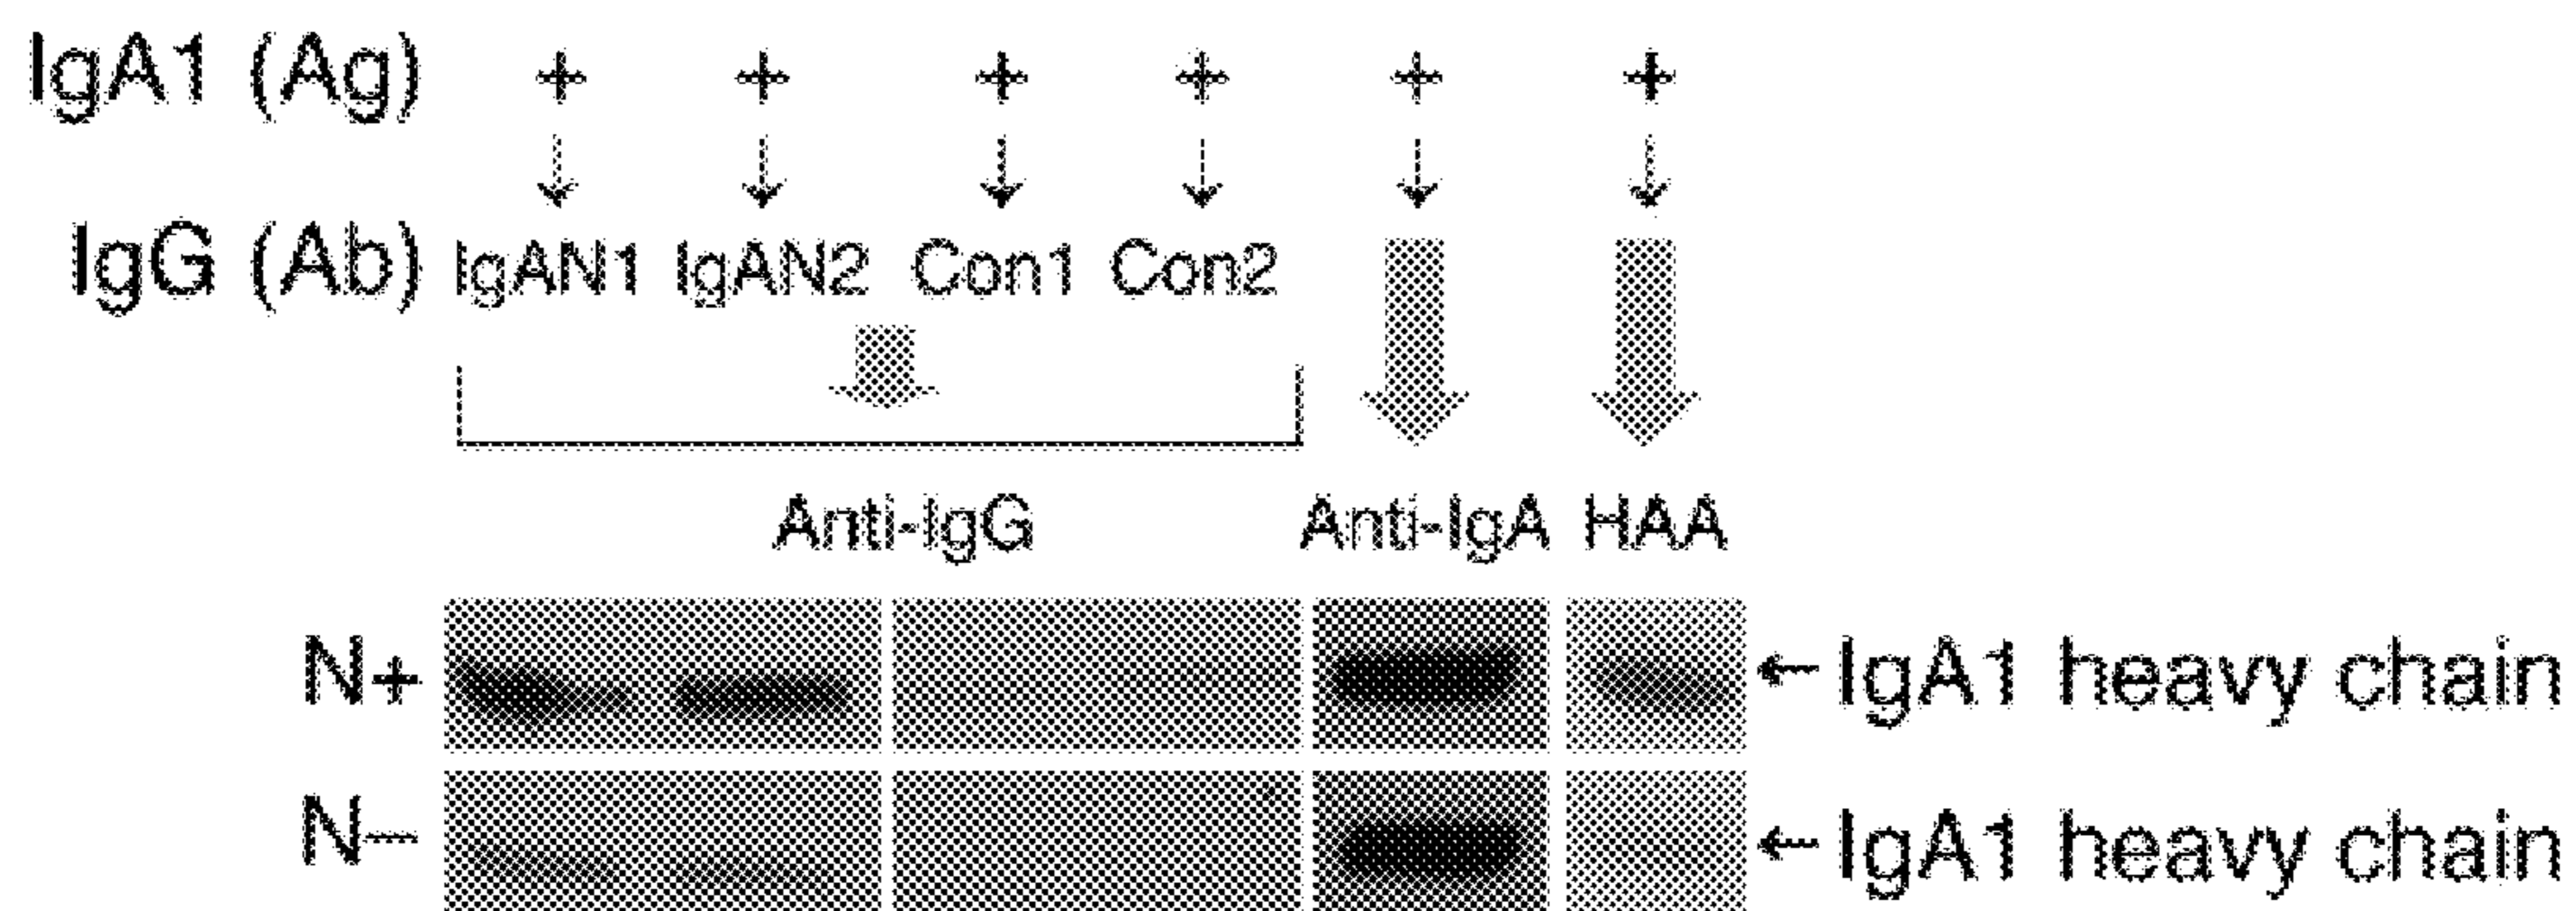 IgA1 (Ag) + + + + + +
IgG (Ab) IgAN1 IgAN2 Con1 Con2
Anti-IgG Anti-IgA HAA
N+ ← IgA1 heavy chain
N− ← IgA1 heavy chain